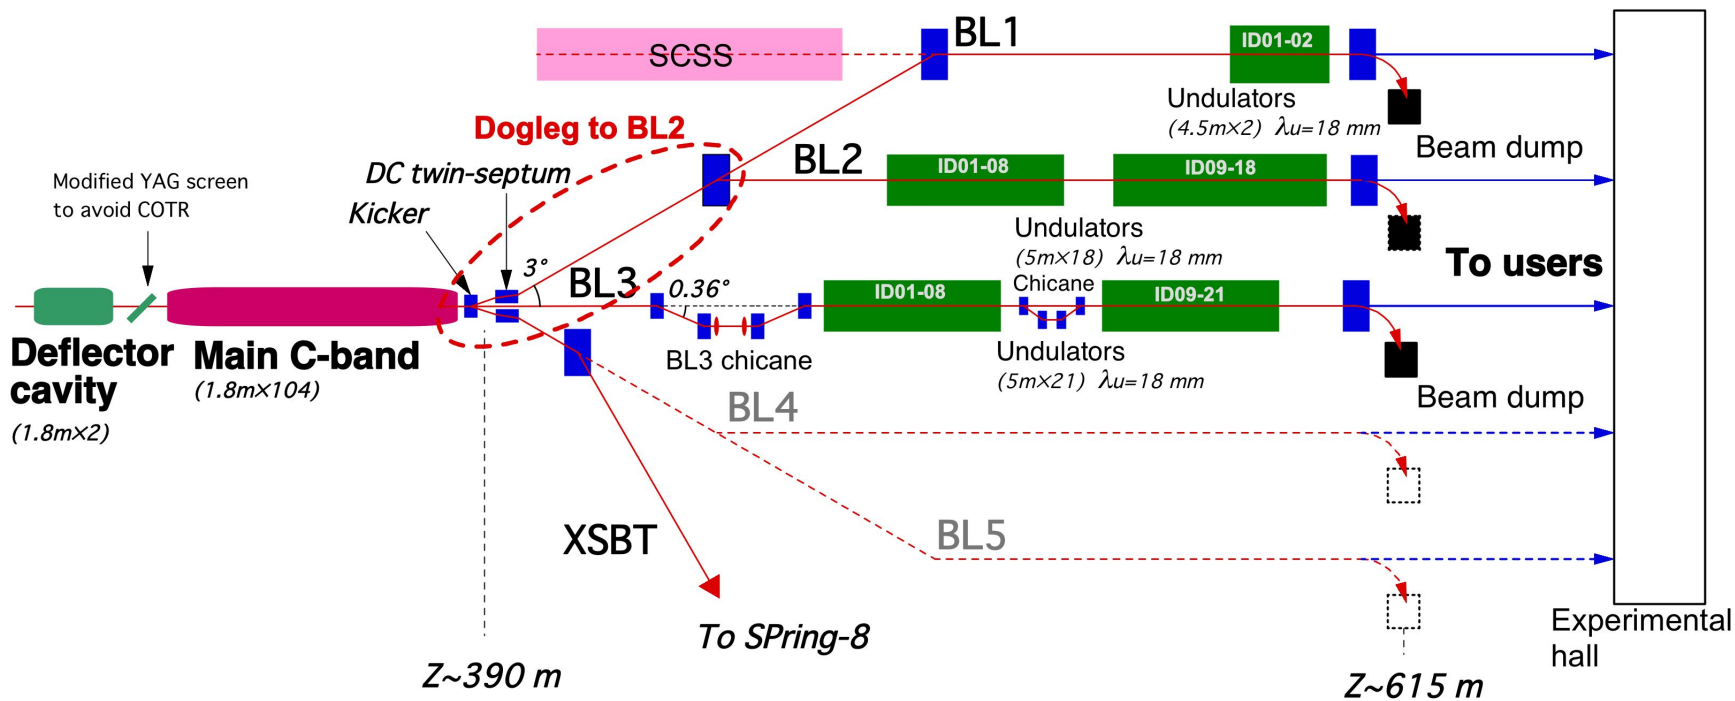 SCSS
BL1
ID01-02
Undulators
(4.5m×2) λu=18 mm
Beam dump
Dogleg to BL2
DC twin-septum
Kicker
Modified YAG screen
to avoid COTR
BL2
ID01-08
ID09-18
Undulators
(5m×18) λu=18 mm
To users
3°
BL3
0.36°
BL3 chicane
ID01-08
Chicane
ID09-21
Undulators
(5m×21) λu=18 mm
Beam dump
Deflector
cavity
(1.8m×2)
Main C-band
(1.8m×104)
BL4
BL5
XSBT
To SPring-8
Z~390 m
Z~615 m
Experimental
hall